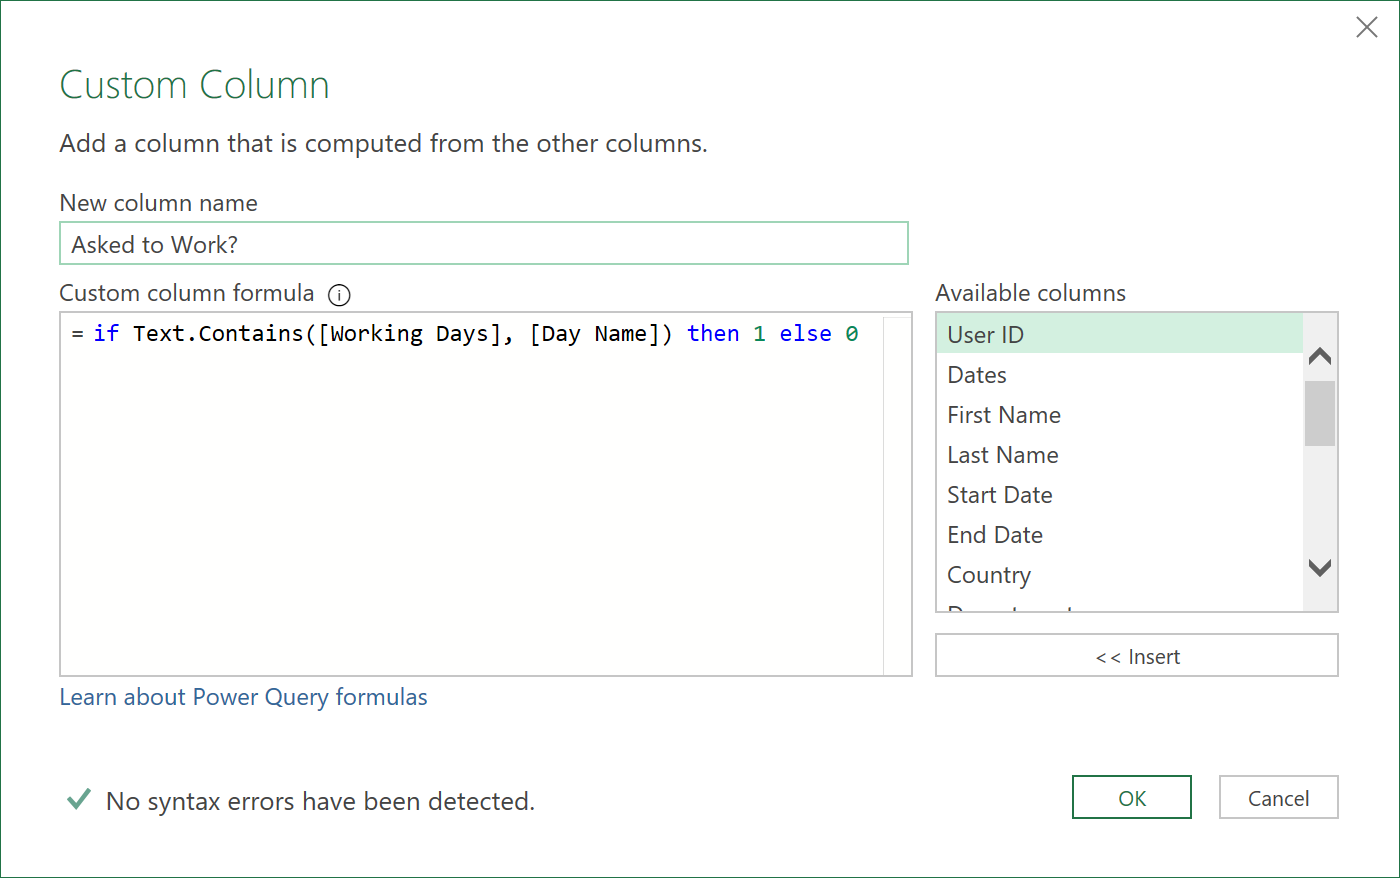 Custom Column
Add a column that is computed from the other columns.
New column name
Asked to Work?
Custom column formula
= if Text.Contains([Working Days], [Day Name]) then 1 else 0
Available columns
User ID
Dates
First Name
Last Name
Start Date
End Date
Country
<< Insert
Learn about Power Query formulas
No syntax errors have been detected.
OK
Cancel